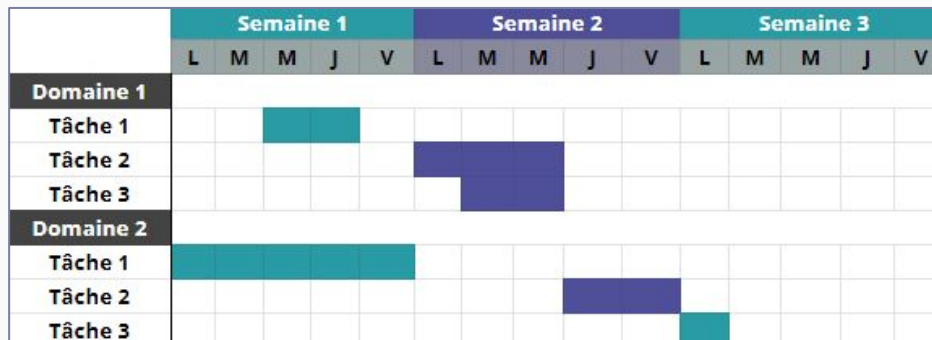 Semaine 1 Semaine 2 Semaine 3
L M M J V L M M J V L M M J V
Domaine 1
Tâche 1
Tâche 2
Tâche 3
Domaine 2
Tâche 1
Tâche 2
Tâche 3